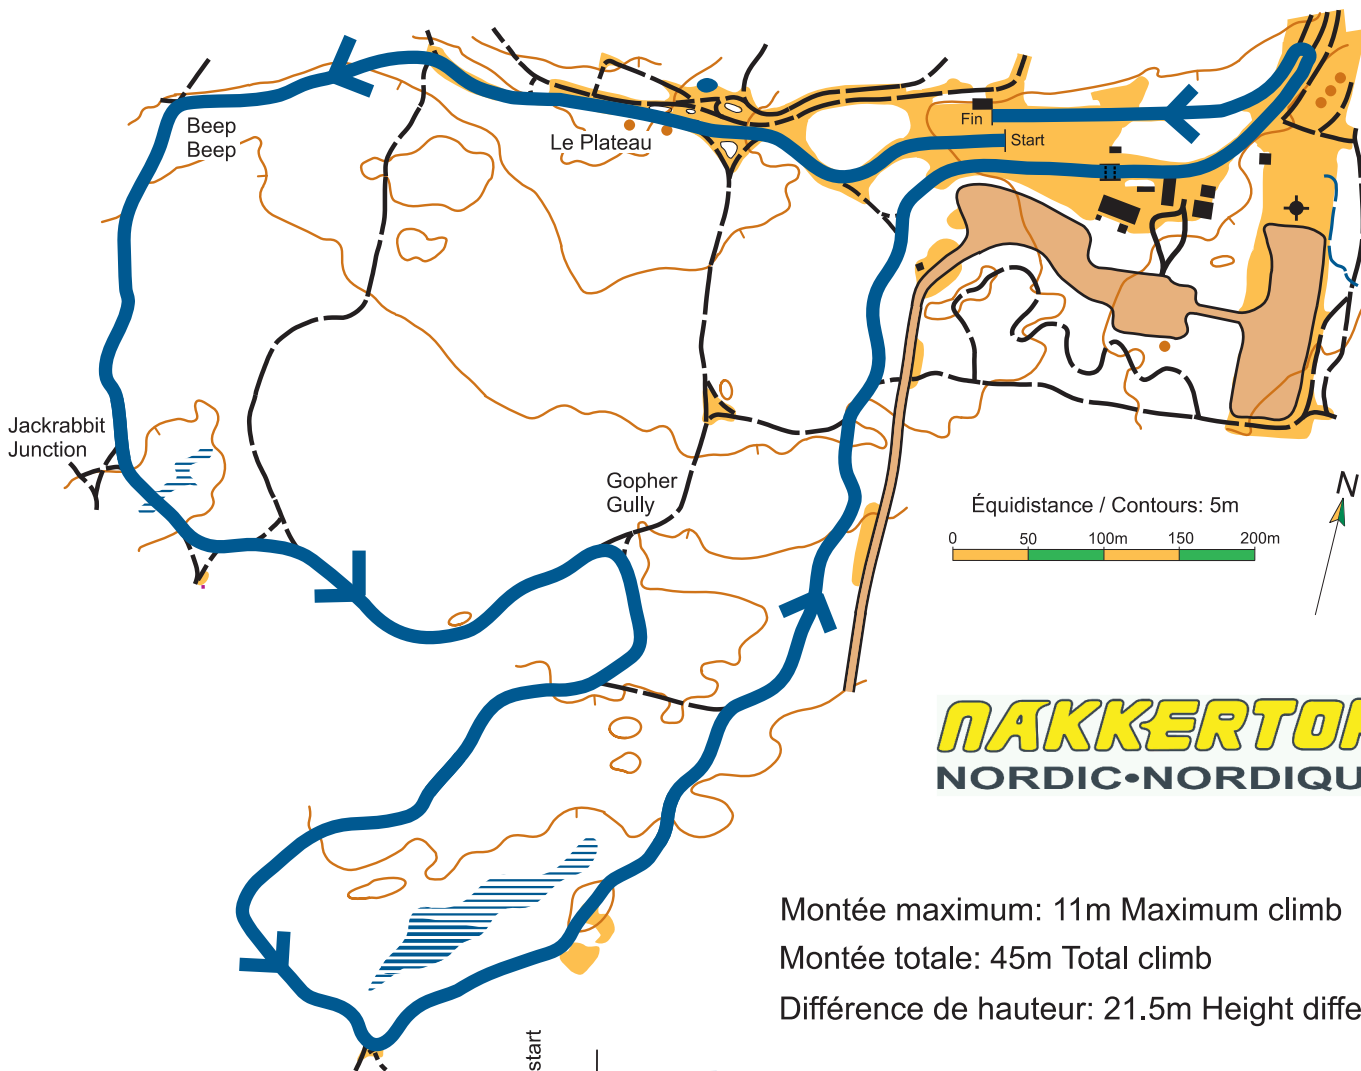 Beep
Beep
Le Plateau
Fin
Start
Jackrabbit
Junction
Gopher
Gully
Équidistance / Contours: 5m
0 50 100m 150 200m
N
NORDIC•NORDIQU
Montée maximum: 11m Maximum climb
Montée totale: 45m Total climb
Différence de hauteur: 21.5m Height diffe
start